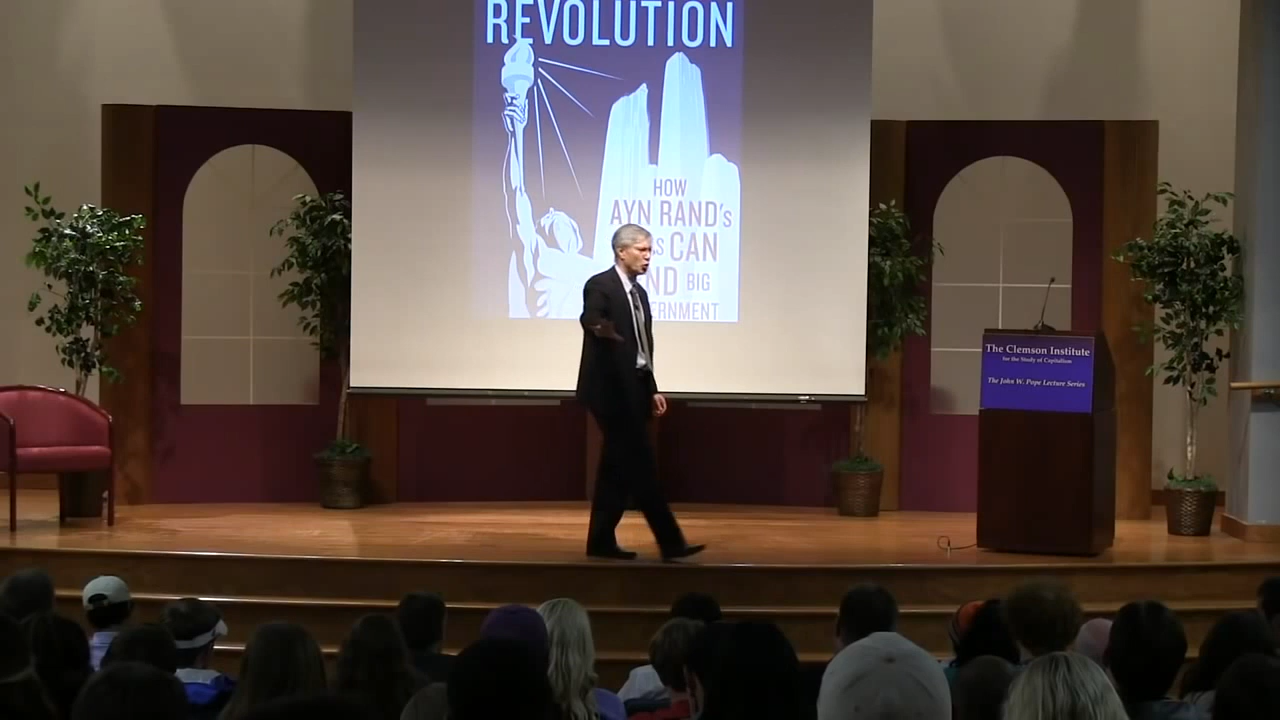 REVOLUTION
HOW
AYN RAND's
CAN
BIG
The Clemson Institute
for the Study of Capitalism
The John W. Pope Lecture Series